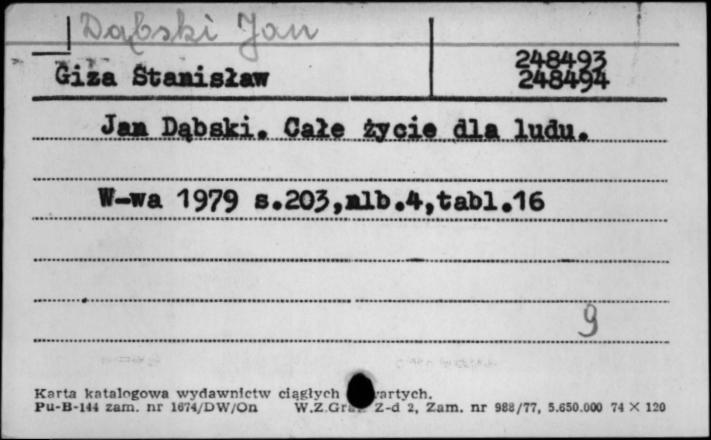 Dąbski Jan
Giza Stanisław
248493
248494
Jan Dąbski. Całe życie dla ludu.
W-wa 1979 s.203,nlb.4,tabl.16
9
Karta katalogowa wydawnictw ciągłych
Pu-B-144 zam. nr 1674/DW/On W.Z.Graf. Z-d 2, Zam. nr 988/77, 5.650.000 74 X 120